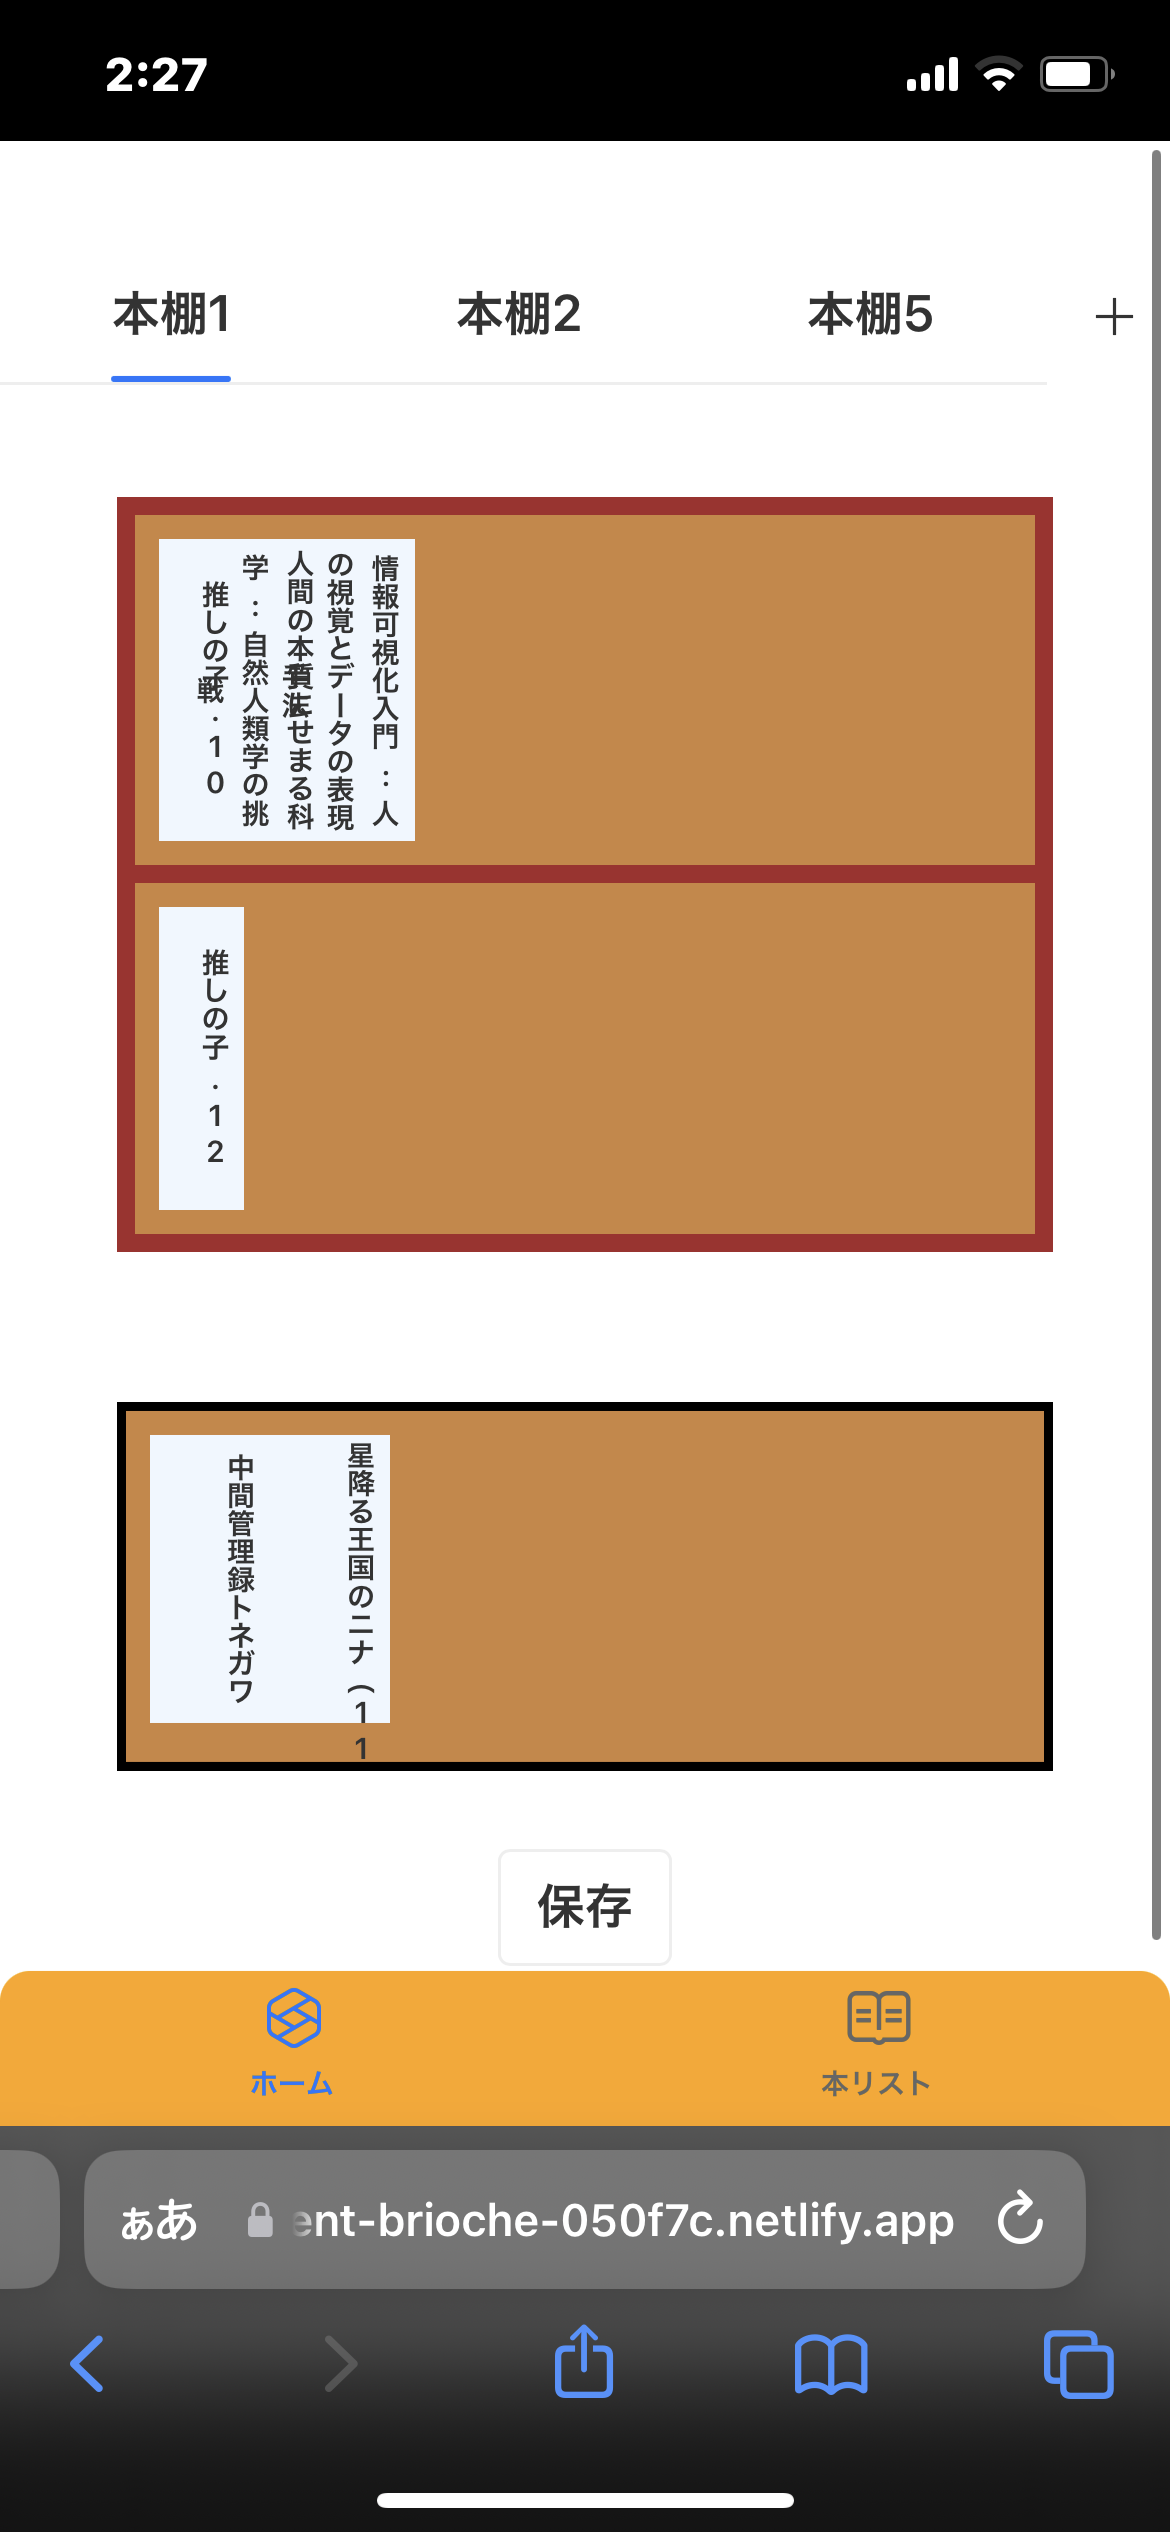 2:27
本棚1
本棚2
本棚5
情報可視化入門:人
の視覚とデータの表現
手法
人間の本質にせまる科
学:自然人類学の挑
戦
推しの子.10
推しの子.12
星降る王国のニナ(11
中間管理録トネガワ
保存
ホーム
本リスト
ぁあ
ent-brioche-050f7c.netlify.app